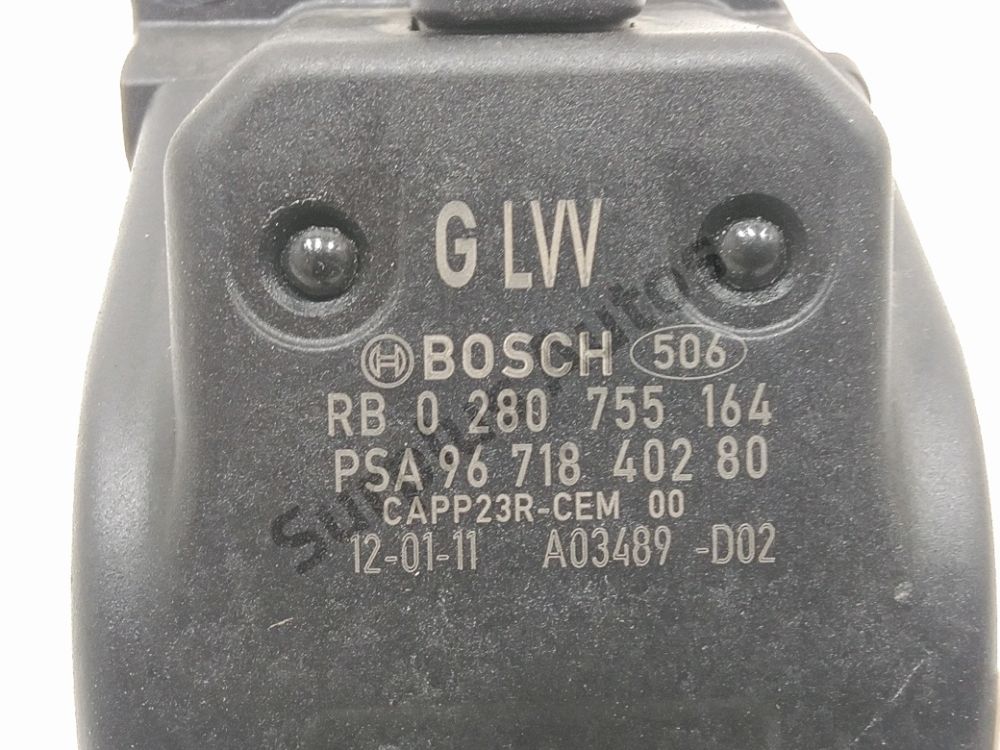 G LVV
BOSCH 506
RB 0 280 755 164
PSA 96 718 402 80
CAPP23R-CEM 00
12-01-11 A03489 -D02